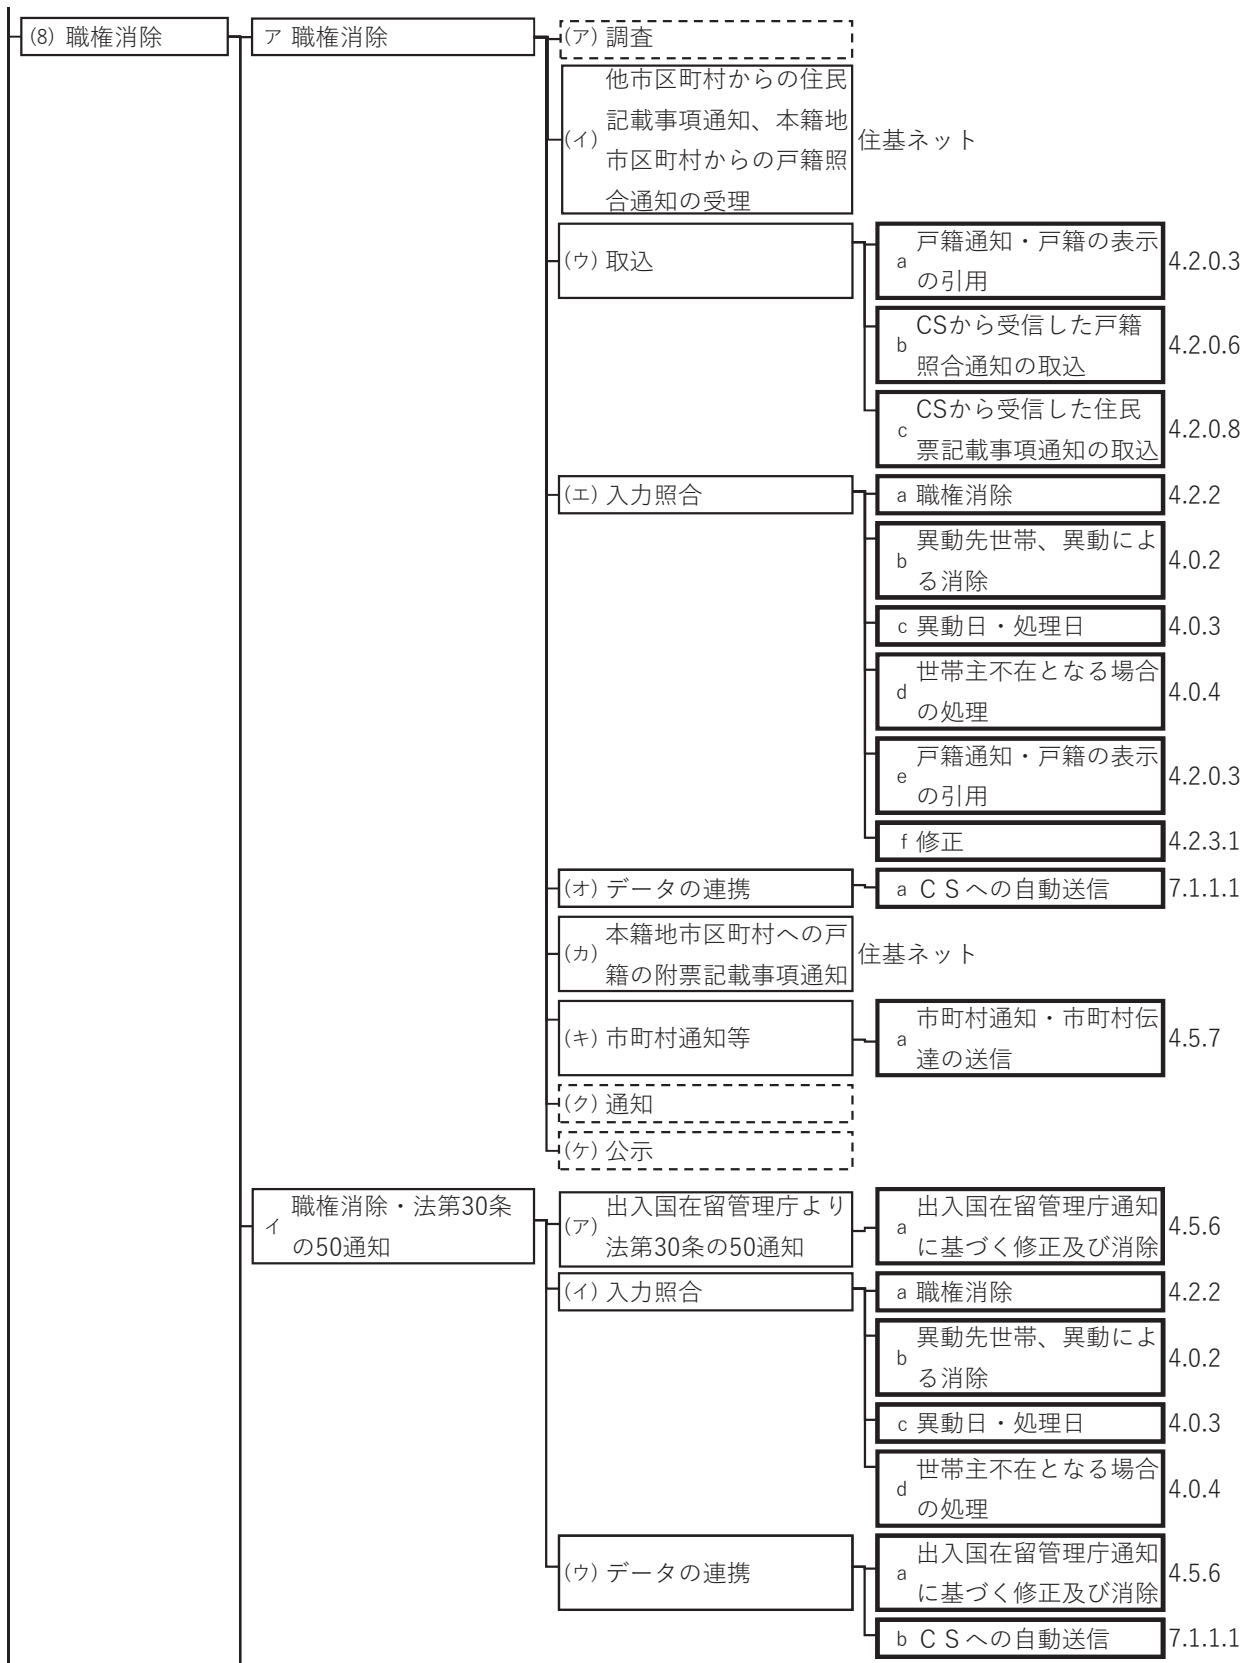 (8) 職権消除
ア 職権消除
(ア) 調査
(イ) 他市区町村からの住民
記載事項通知、本籍地
市区町村からの戸籍照
合通知の受理
住基ネット
(ウ) 取込
a 戸籍通知・戸籍の表示
の引用
4.2.0.3
b CSから受信した戸籍
照合通知の取込
4.2.0.6
c CSから受信した住民
票記載事項通知の取込
4.2.0.8
(エ) 入力照合
a 職権消除
4.2.2
b 異動先世帯、異動によ
る消除
4.0.2
c 異動日・処理日
4.0.3
d 世帯主不在となる場合
の処理
4.0.4
e 戸籍通知・戸籍の表示
の引用
4.2.0.3
f 修正
4.2.3.1
(オ) データの連携
a ＣＳへの自動送信
7.1.1.1
(カ) 本籍地市区町村への戸
籍の附票記載事項通知
住基ネット
(キ) 市町村通知等
a 市町村通知・市町村伝
達の送信
4.5.7
(ク) 通知
(ケ) 公示
イ 職権消除・法第30条
の50通知
(ア) 出入国在留管理庁より
法第30条の50通知
a 出入国在留管理庁通知
に基づく修正及び消除
4.5.6
(イ) 入力照合
a 職権消除
4.2.2
b 異動先世帯、異動によ
る消除
4.0.2
c 異動日・処理日
4.0.3
d 世帯主不在となる場合
の処理
4.0.4
(ウ) データの連携
a 出入国在留管理庁通知
に基づく修正及び消除
4.5.6
b ＣＳへの自動送信
7.1.1.1